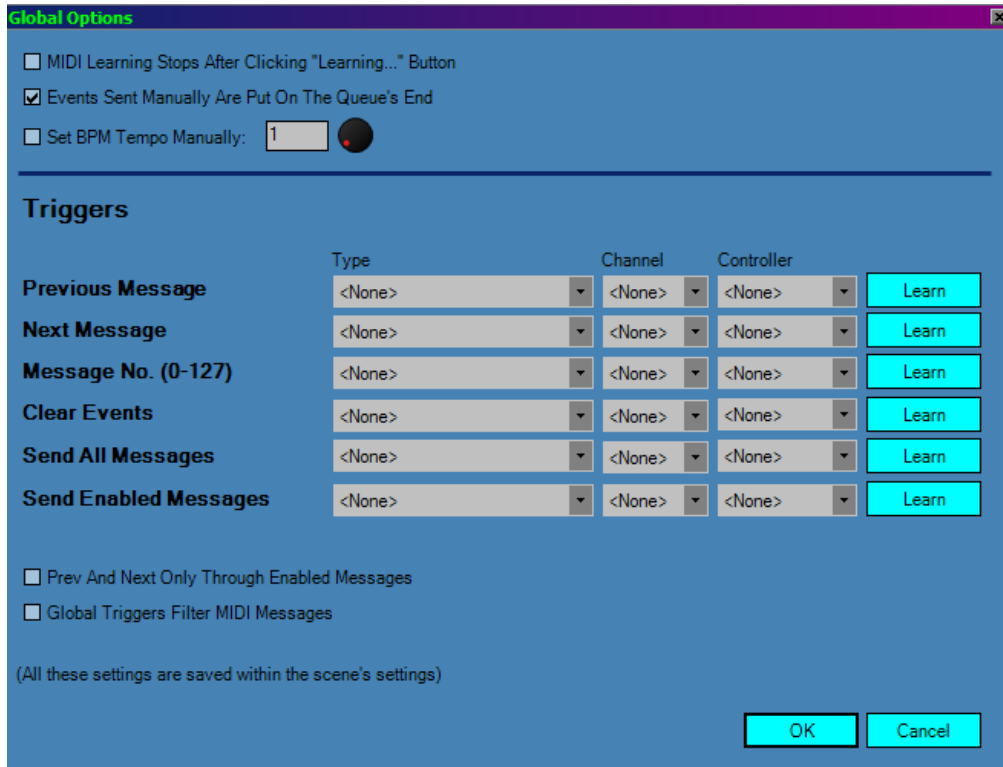 Global Options
MIDI Learning Stops After Clicking "Learning..." Button
Events Sent Manually Are Put On The Queue's End
Set BPM Tempo Manually: 1
Triggers
Type Channel Controller
Previous Message <None> <None> <None> Learn
Next Message <None> <None> <None> Learn
Message No. (0-127) <None> <None> <None> Learn
Clear Events <None> <None> <None> Learn
Send All Messages <None> <None> <None> Learn
Send Enabled Messages <None> <None> <None> Learn
Prev And Next Only Through Enabled Messages
Global Triggers Filter MIDI Messages
(All these settings are saved within the scene's settings)
OK Cancel